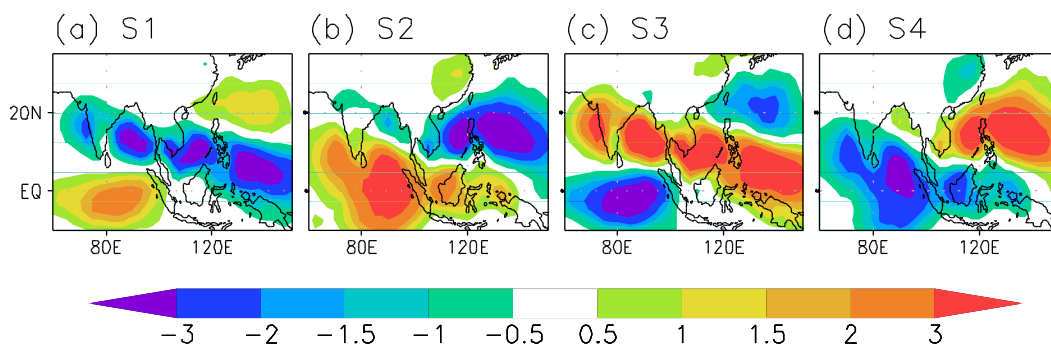 (a) S1 (b) S2 (c) S3 (d) S4
20N
EQ
80E 120E 80E 120E 80E 120E 80E 120E
-3 -2 -1.5 -1 -0.5 0.5 1 1.5 2 3